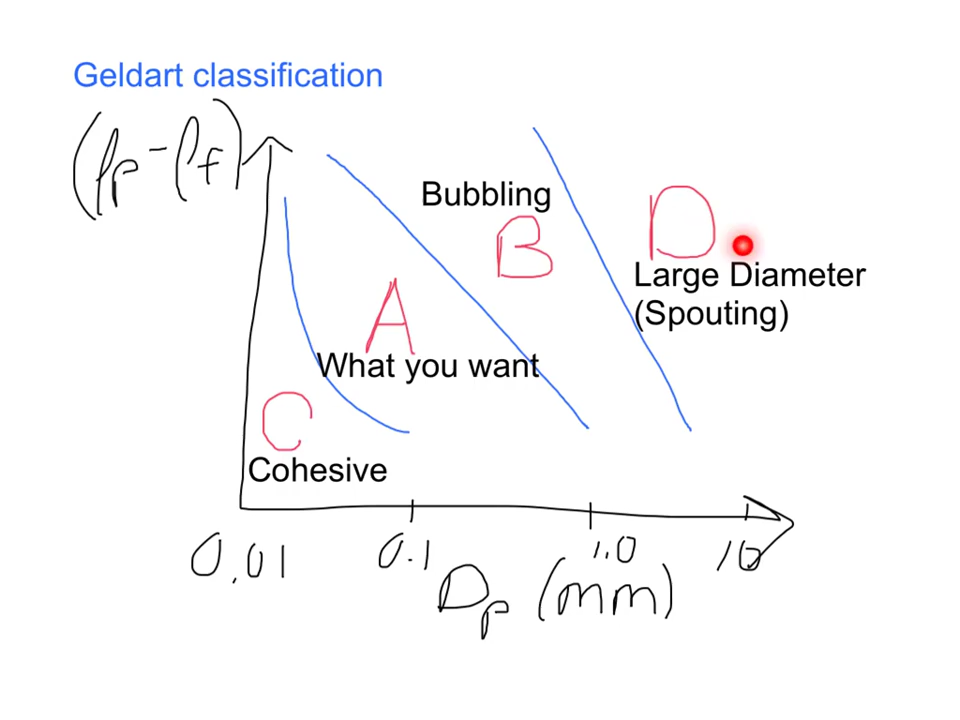 Geldart classification
(ρp - ρf)
Bubbling
B
D
Large Diameter
(Spouting)
A
What you want
C
Cohesive
0.01
0.1
1.0
10
Dp (mm)